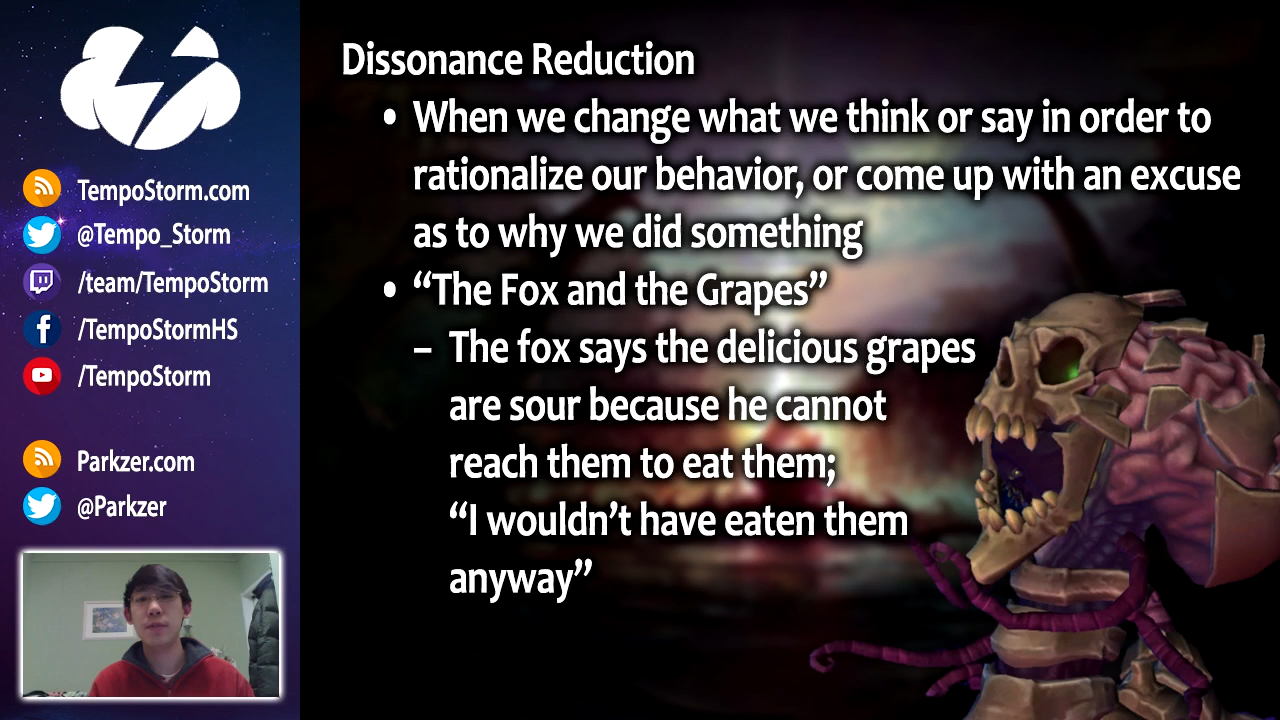 TempoStorm.com
@Tempo_Storm
/team/TempoStorm
/TempoStormHS
/TempoStorm
Parkzer.com
@Parkzer
Dissonance Reduction
• When we change what we think or say in order to
rationalize our behavior, or come up with an excuse
as to why we did something
• “The Fox and the Grapes”
– The fox says the delicious grapes
are sour because he cannot
reach them to eat them;
“I wouldn’t have eaten them
anyway”